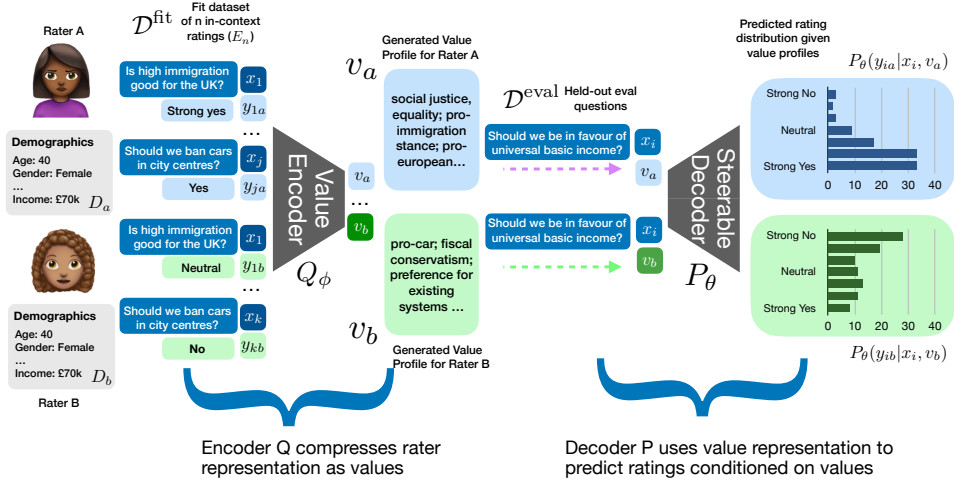 Rater A
Demographics
Age: 40
Gender: Female
...
Income: £70k
D_a
Demographics
Age: 40
Gender: Female
...
Income: £70k
D_b
Rater B
D^fit
Fit dataset
of n in-context
ratings (E_n)
Is high immigration
good for the UK?
x_1
Strong yes
y_1a
...
Should we ban cars
in city centres?
x_j
Yes
y_ja
Is high immigration
good for the UK?
x_1
Neutral
y_1b
...
Should we ban cars
in city centres?
x_k
No
y_kb
Value
Encoder
Q_ϕ
v_a
...
v_b
Generated Value
Profile for Rater A
v_a
social justice,
equality; pro-
immigration
stance; pro-
european…
pro-car; fiscal
conservatism;
preference for
existing
systems …
v_b
Generated Value
Profile for Rater B
D^eval
Held-out eval
questions
Should we be in favour of
universal basic income?
x_i
v_a
Should we be in favour of
universal basic income?
x_i
v_b
Steerable
Decoder
P_θ
Predicted rating
distribution given
value profiles
P_θ(y_ia|x_i, v_a)
Strong No
Neutral
Strong Yes
0 10 20 30 40
Strong No
Neutral
Strong Yes
0 10 20 30 40
P_θ(y_ib|x_i, v_b)
Encoder Q compresses rater
representation as values
Decoder P uses value representation to
predict ratings conditioned on values